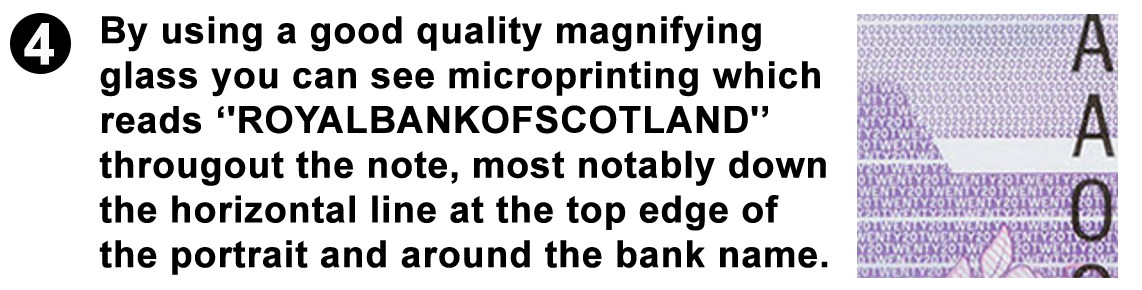 4
By using a good quality magnifying
glass you can see microprinting which
reads ‘'ROYALBANKOFSCOTLAND'’
througout the note, most notably down
the horizontal line at the top edge of
the portrait and around the bank name.
A
A
O